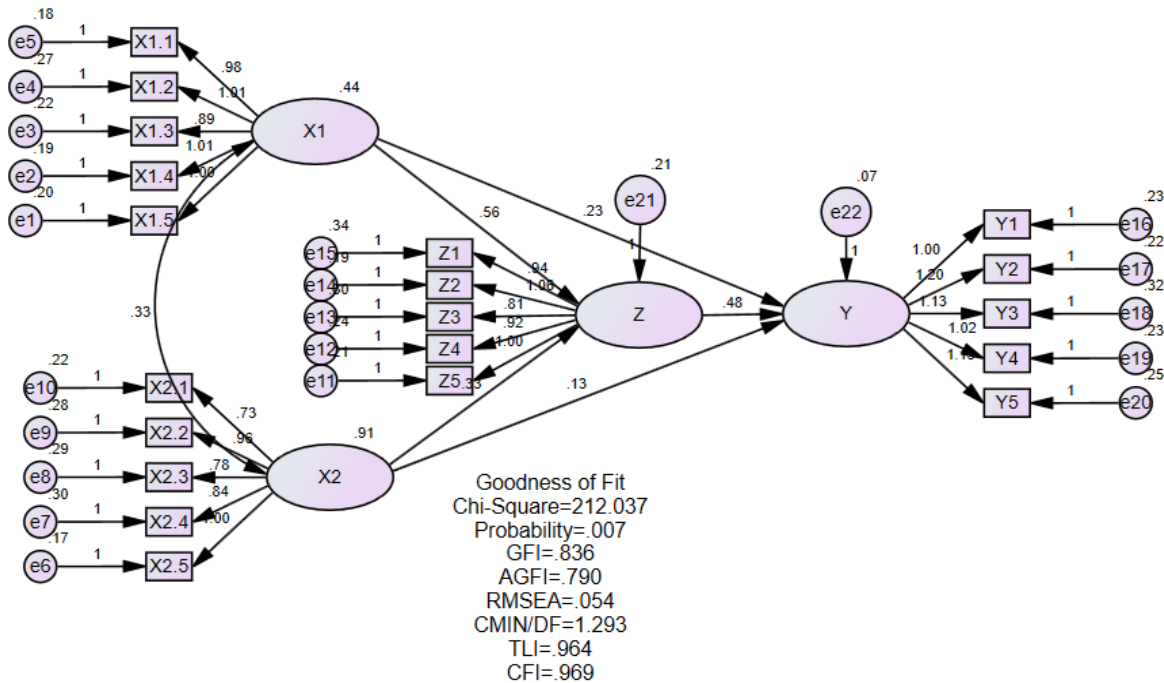 .18
e5 1 X1.1
.27
e4 1 X1.2
.22
e3 1 X1.3
.19
e2 1 X1.4
.20
e1 1 X1.5
.98
1.01
.89
1.01
1.00
.44
X1
.33
.22
e10 1 X2.1
.28
e9 1 X2.2
.29
e8 1 X2.3
.30
e7 1 X2.4
.17
e6 1 X2.5
.73
.96
.78
.84
1.00
.91
X2
.34
e15 1 Z1
e14 1 Z2
e13 1 Z3
e12 1 Z4
e11 1 Z5
.94
1.06
.81
.92
1.00
.56
.33
.23
.13
.21
e21
1
Z
.48
.07
e22
1
Y
1.00
1.20
1.13
1.02
.23
Y1 1 e16
.22
Y2 1 e17
.32
Y3 1 e18
.23
Y4 1 e19
.25
Y5 1 e20
Goodness of Fit
Chi-Square=212.037
Probability=.007
GFI=.836
AGFI=.790
RMSEA=.054
CMIN/DF=1.293
TLI=.964
CFI=.969